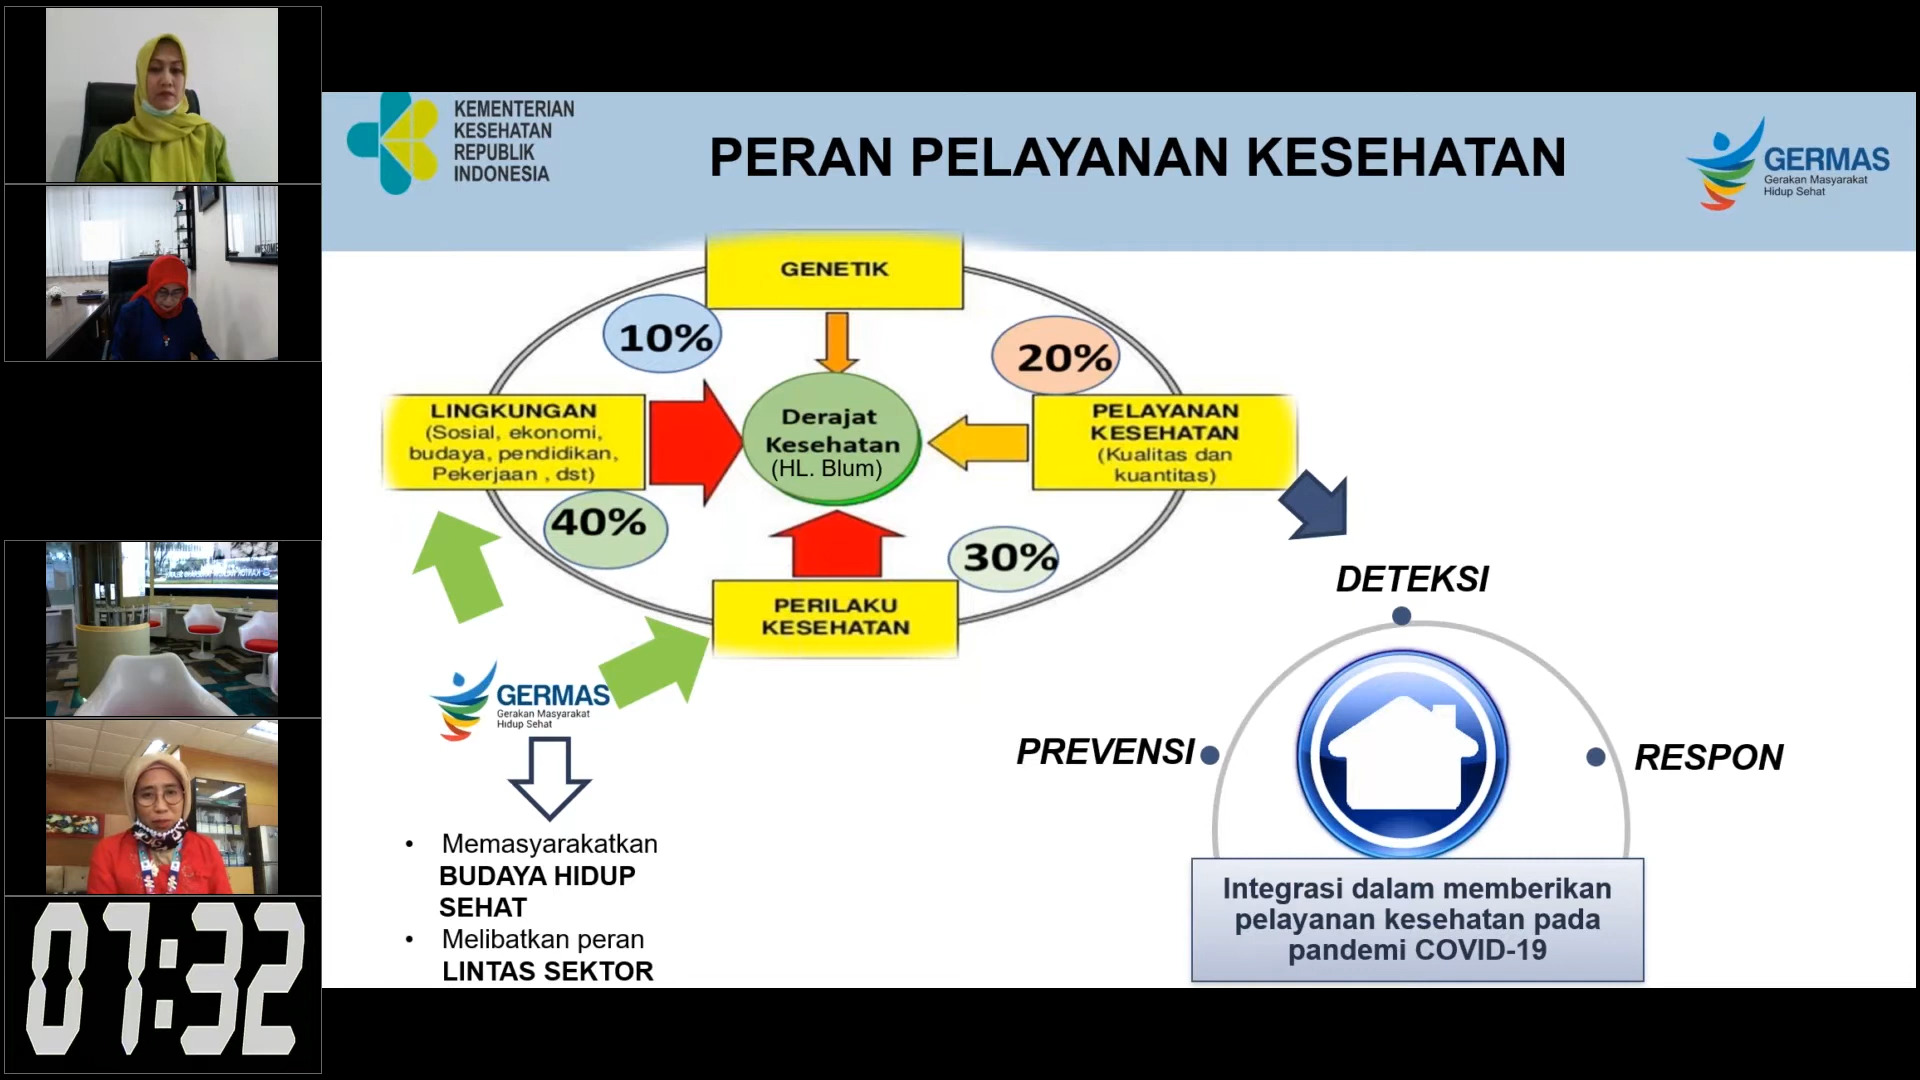 KEMENTERIAN
KESEHATAN
REPUBLIK
INDONESIA
PERAN PELAYANAN KESEHATAN
GERMAS
Gerakan Masyarakat
Hidup Sehat
GENETIK
10%
20%
LINGKUNGAN
(Sosial, ekonomi,
budaya, pendidikan,
Pekerjaan , dst)
Derajat
Kesehatan
(HL. Blum)
PELAYANAN
KESEHATAN
(Kualitas dan
kuantitas)
40%
30%
PERILAKU
KESEHATAN
GERMAS
Gerakan Masyarakat
Hidup Sehat
• Memasyarakatkan
BUDAYA HIDUP
SEHAT
• Melibatkan peran
LINTAS SEKTOR
DETEKSI
PREVENSI
RESPON
Integrasi dalam memberikan
pelayanan kesehatan pada
pandemi COVID-19
07:32